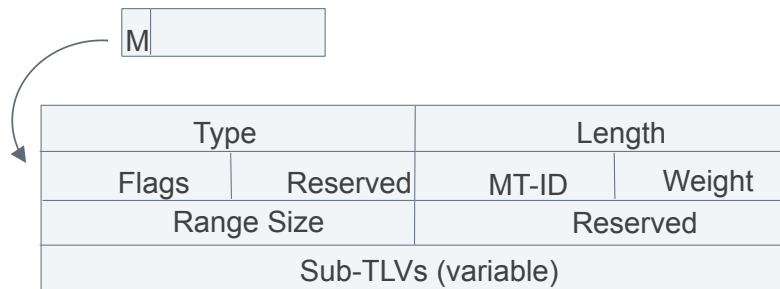 M
Type Length
Flags Reserved MT-ID Weight
Range Size Reserved
Sub-TLVs (variable)